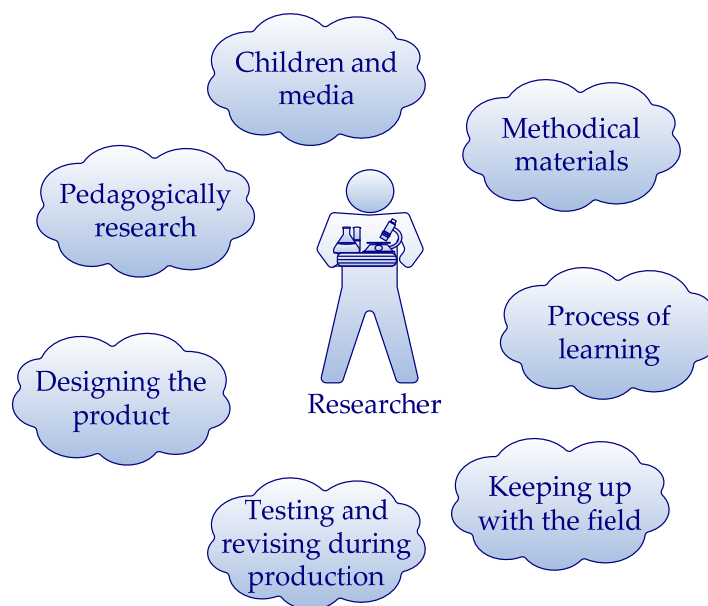 Children and
media
Methodical
materials
Pedagogically
research
Process of
learning
Designing the
product
Researcher
Keeping up
with the field
Testing and
revising during
production